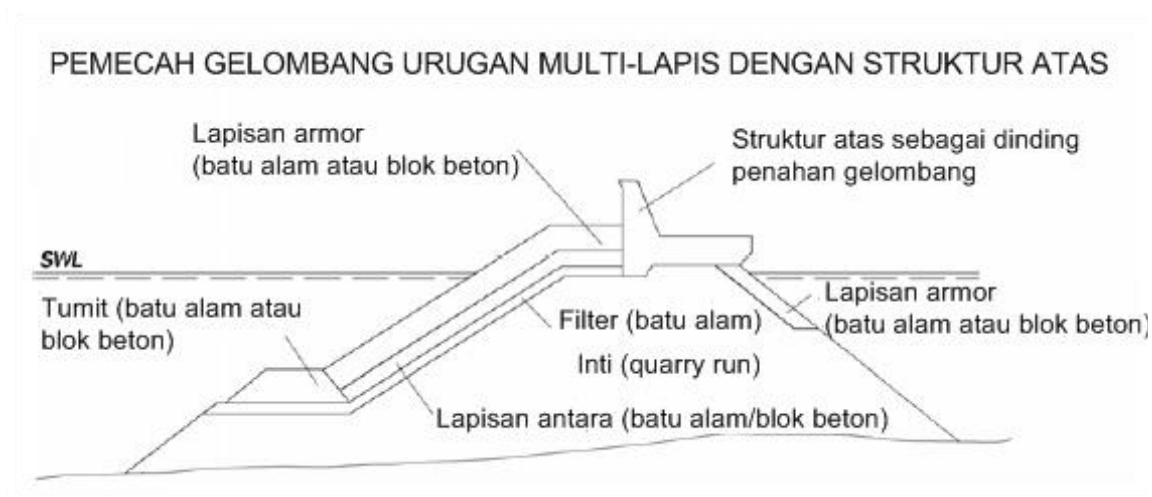 PEMECAH GELOMBANG URUGAN MULTI-LAPIS DENGAN STRUKTUR ATAS
Lapisan armor
(batu alam atau blok beton)
Struktur atas sebagai dinding
penahan gelombang
SWL
Tumit (batu alam atau
blok beton)
Filter (batu alam)
Lapisan armor
(batu alam atau blok beton)
Inti (quarry run)
Lapisan antara (batu alam/blok beton)